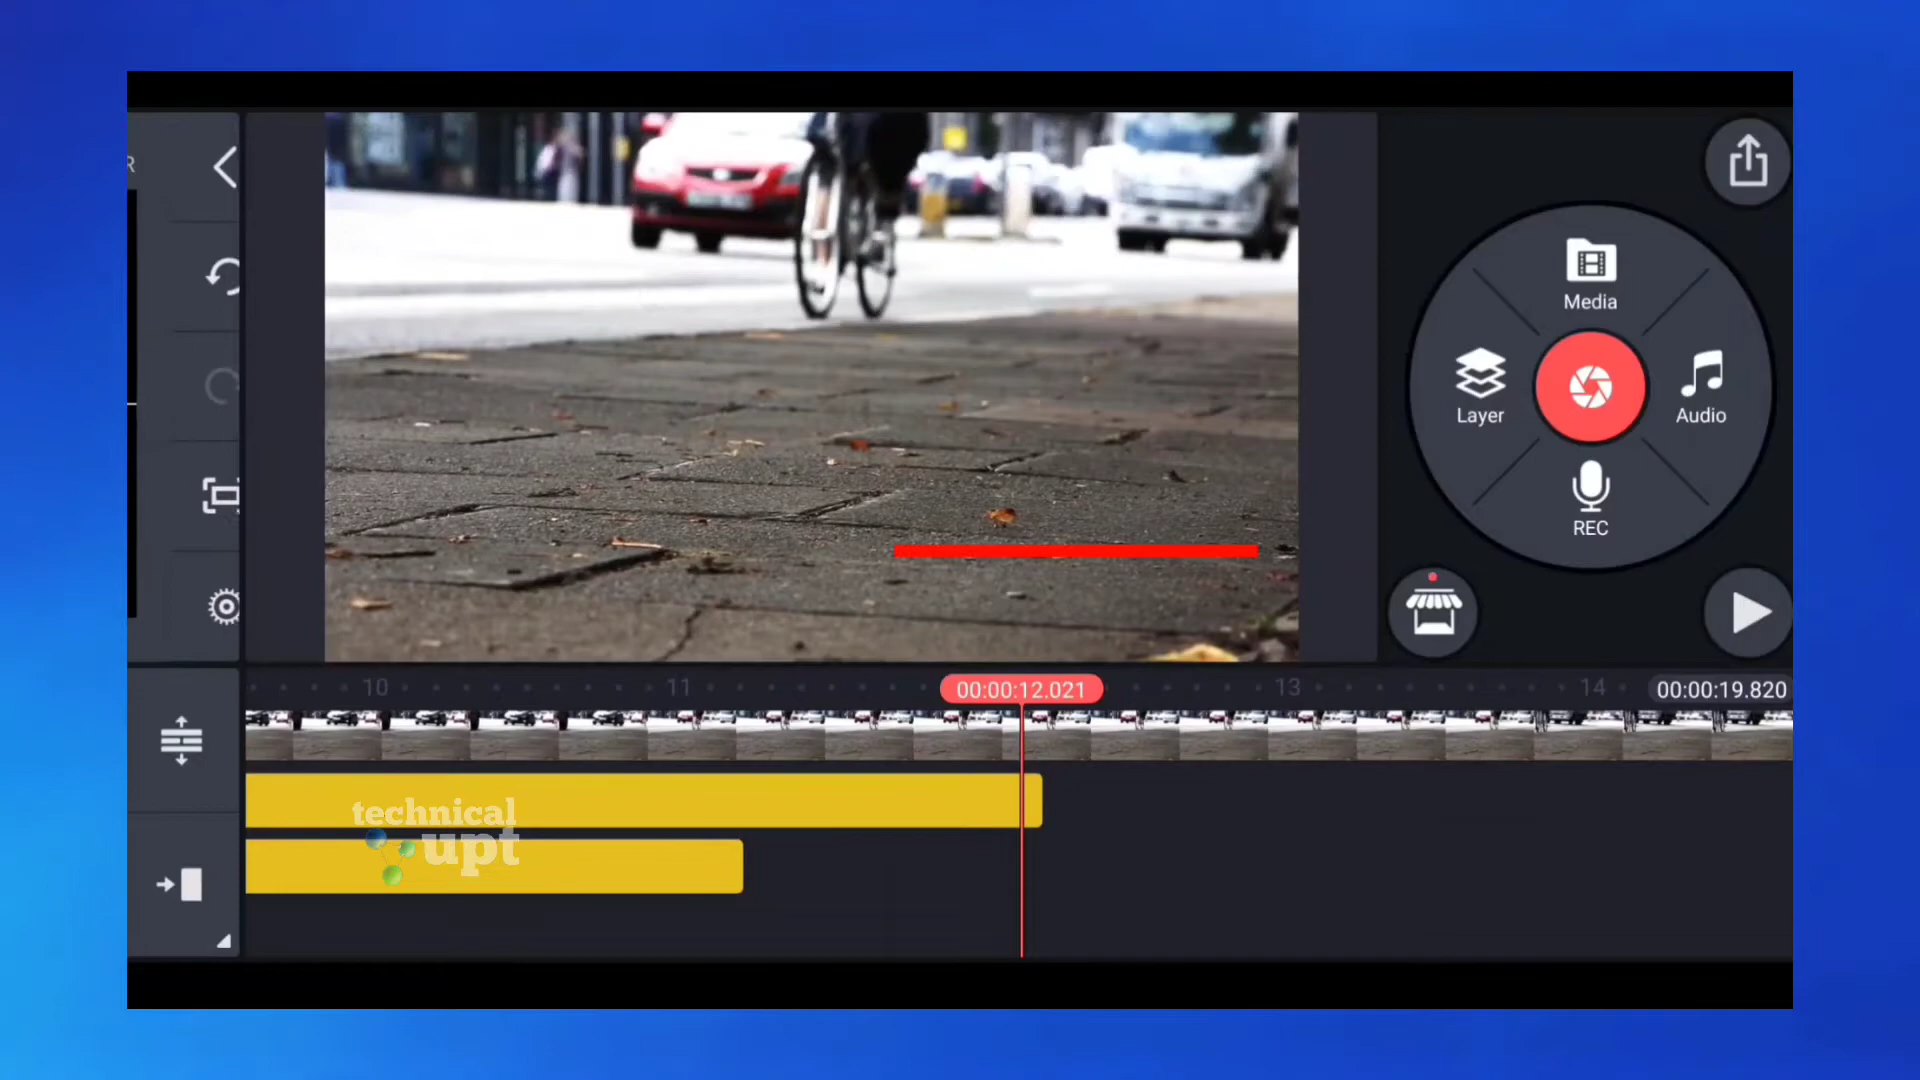 R
Media
Layer
Audio
REC
10
11
00:00:12.021
13
14
00:00:19.820
technical
upt